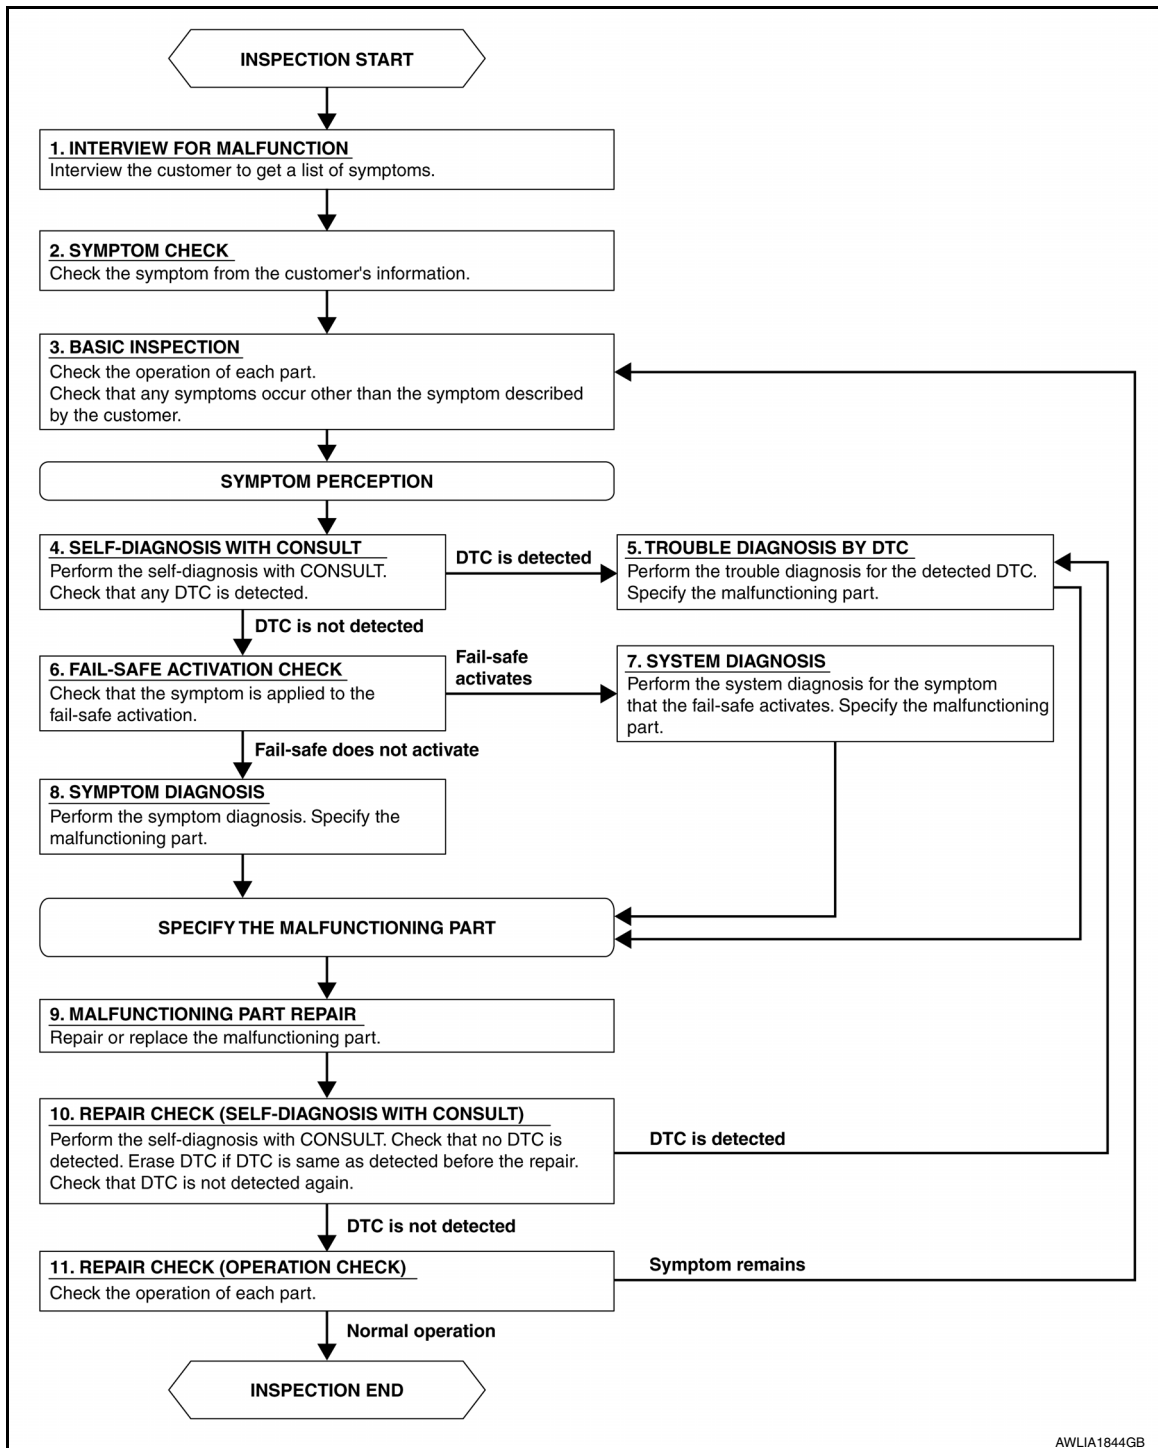 INSPECTION START
1. INTERVIEW FOR MALFUNCTION
Interview the customer to get a list of symptoms.
2. SYMPTOM CHECK
Check the symptom from the customer's information.
3. BASIC INSPECTION
Check the operation of each part.
Check that any symptoms occur other than the symptom described
by the customer.
SYMPTOM PERCEPTION
4. SELF-DIAGNOSIS WITH CONSULT
Perform the self-diagnosis with CONSULT.
Check that any DTC is detected.
DTC is detected
5. TROUBLE DIAGNOSIS BY DTC
Perform the trouble diagnosis for the detected DTC.
Specify the malfunctioning part.
DTC is not detected
6. FAIL-SAFE ACTIVATION CHECK
Check that the symptom is applied to the
fail-safe activation.
Fail-safe
activates
7. SYSTEM DIAGNOSIS
Perform the system diagnosis for the symptom
that the fail-safe activates. Specify the malfunctioning
part.
Fail-safe does not activate
8. SYMPTOM DIAGNOSIS
Perform the symptom diagnosis. Specify the
malfunctioning part.
SPECIFY THE MALFUNCTIONING PART
9. MALFUNCTIONING PART REPAIR
Repair or replace the malfunctioning part.
10. REPAIR CHECK (SELF-DIAGNOSIS WITH CONSULT)
Perform the self-diagnosis with CONSULT. Check that no DTC is
detected. Erase DTC if DTC is same as detected before the repair.
Check that DTC is not detected again.
DTC is detected
DTC is not detected
11. REPAIR CHECK (OPERATION CHECK)
Check the operation of each part.
Symptom remains
Normal operation
INSPECTION END
AWLIA1844GB